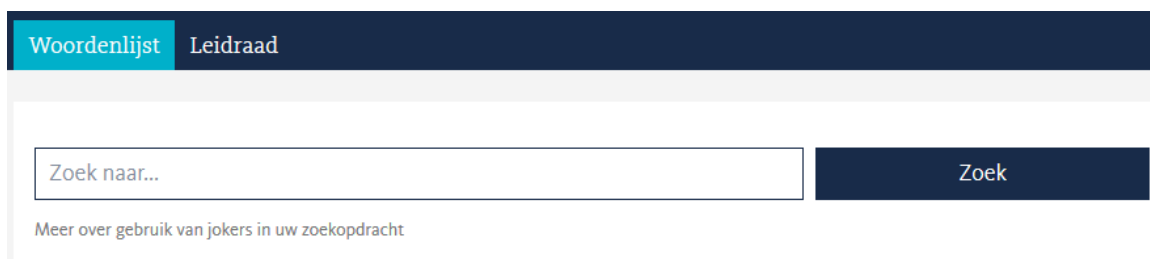 Woordenlijst Leidraad
Zoek naar... Zoek
Meer over gebruik van jokers in uw zoekopdracht